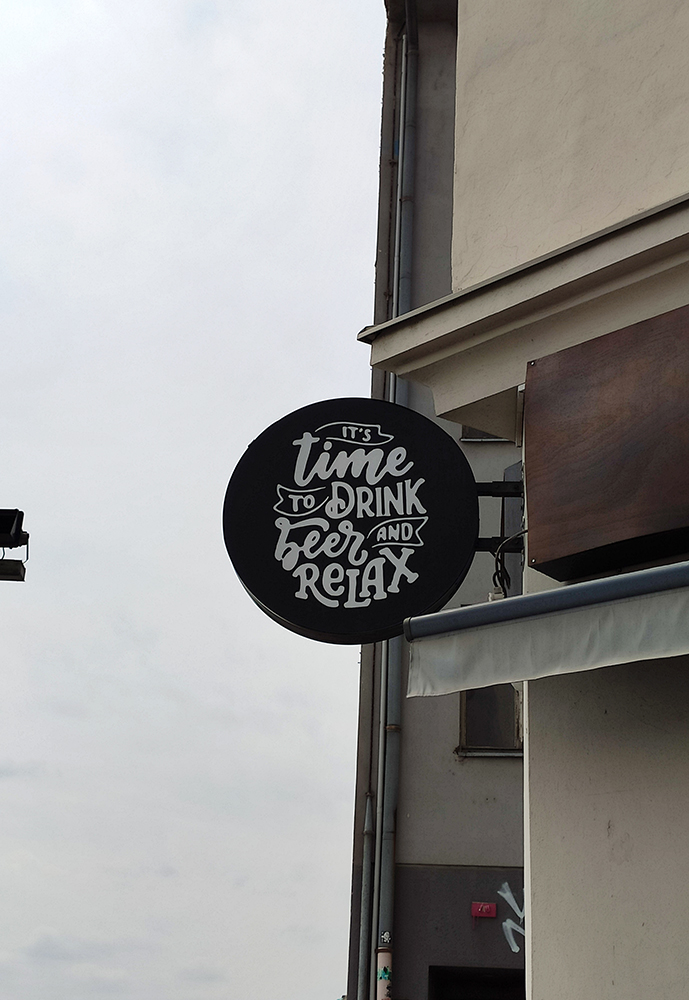 IT'S
time
TO DRINK
beer AND
ReLAX